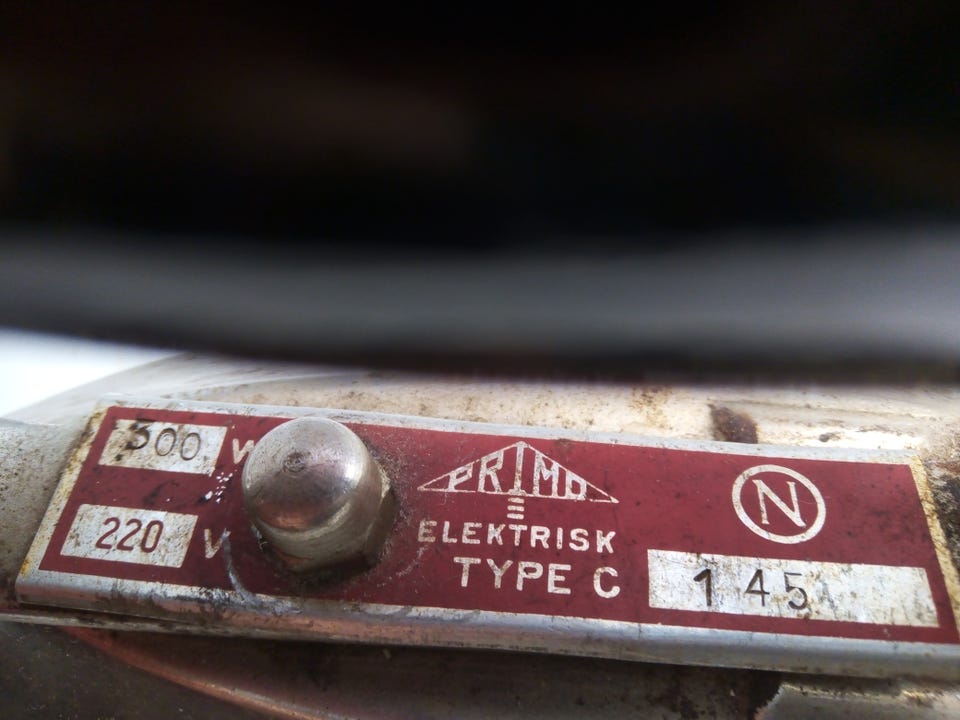 300 W
220 V
PRIMO
ELEKTRISK
TYPE C
N
145